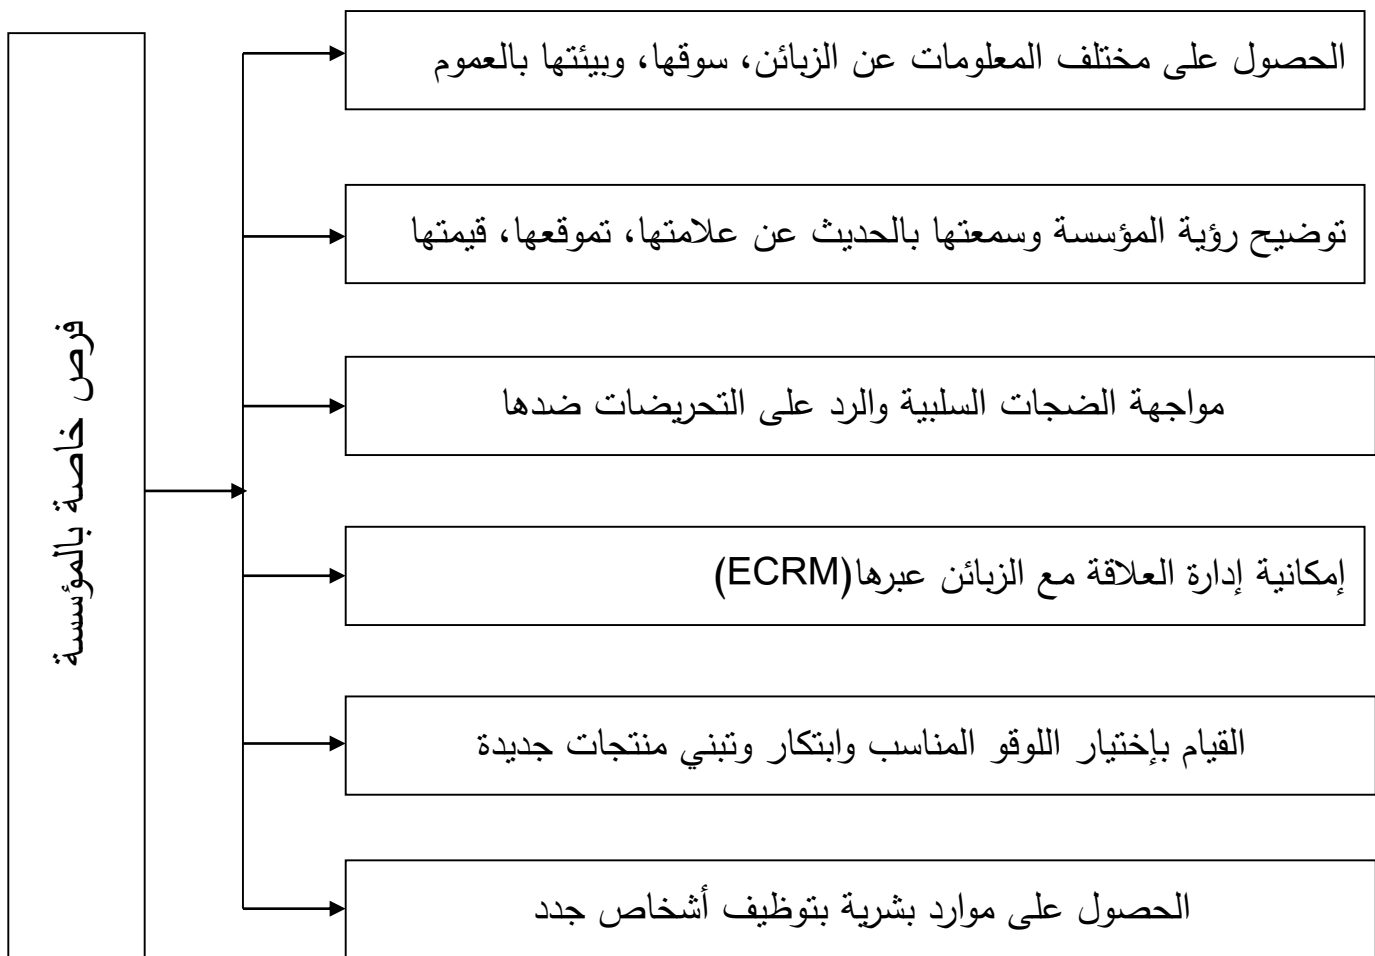 فرص خاصة بالمؤسسة
الحصول على مختلف المعلومات عن الزبائن، سوقها، وبيئتها بالعموم
توضيح رؤية المؤسسة وسمعتها بالحديث عن علامتها، تموقعها، قيمتها
مواجهة الضجات السلبية والرد على التحريضات ضدها
إمكانية إدارة العلاقة مع الزبائن عبرها(ECRM)
القيام بإختيار اللوقو المناسب وابتكار وتبني منتجات جديدة
الحصول على موارد بشرية بتوظيف أشخاص جدد